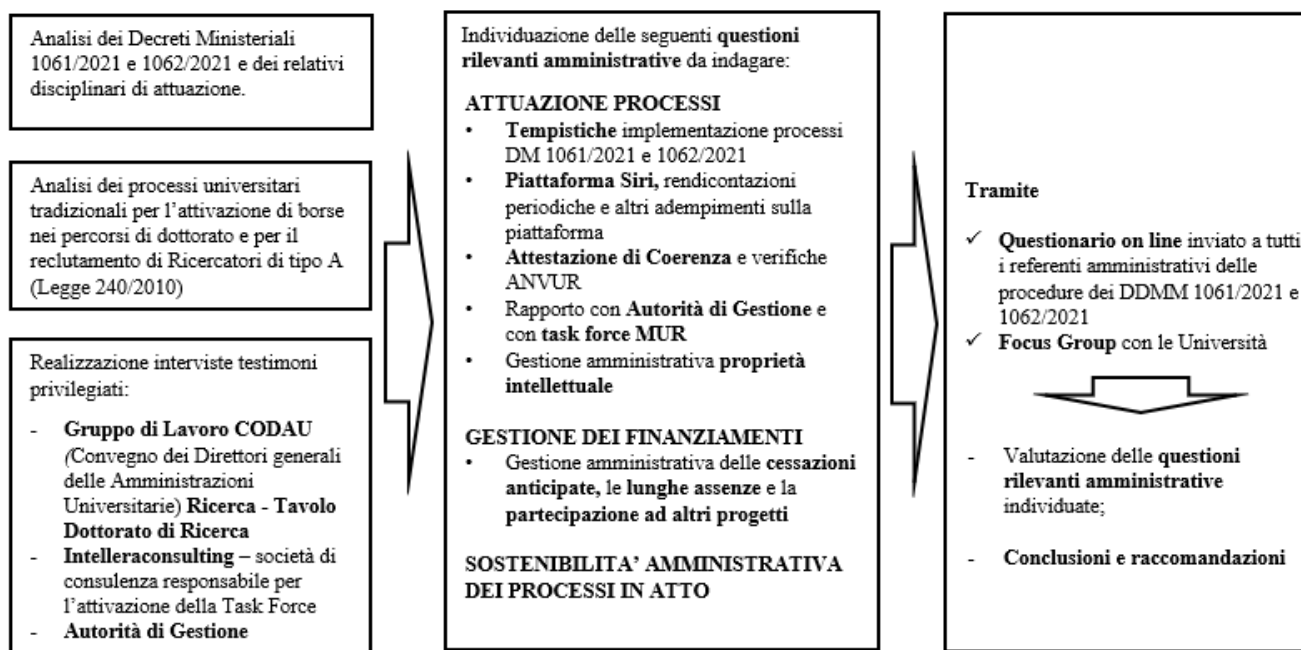 Analisi dei Decreti Ministeriali
1061/2021 e 1062/2021 e dei relativi
disciplinari di attuazione.
Analisi dei processi universitari
tradizionali per l’attivazione di borse
nei percorsi di dottorato e per il
reclutamento di Ricercatori di tipo A
(Legge 240/2010)
Realizzazione interviste testimoni
privilegiati:
- Gruppo di Lavoro CODAU
(Convegno dei Direttori generali
delle Amministrazioni
Universitarie) Ricerca - Tavolo
Dottorato di Ricerca
- Intelleraconsulting – società di
consulenza responsabile per
l’attivazione della Task Force
- Autorità di Gestione
Individuazione delle seguenti questioni
rilevanti amministrative da indagare:
ATTUAZIONE PROCESSI
• Tempistiche implementazione processi
DM 1061/2021 e 1062/2021
• Piattaforma Siri, rendicontazioni
periodiche e altri adempimenti sulla
piattaforma
• Attestazione di Coerenza e verifiche
ANVUR
• Rapporto con Autorità di Gestione e
con task force MUR
• Gestione amministrativa proprietà
intellettuale
GESTIONE DEI FINANZIAMENTI
• Gestione amministrativa delle cessazioni
anticipate, le lunghe assenze e la
partecipazione ad altri progetti
SOSTENIBILITA’ AMMINISTRATIVA
DEI PROCESSI IN ATTO
Tramite
✓ Questionario on line inviato a tutti
i referenti amministrativi delle
procedure dei DDMM 1061/2021 e
1062/2021
✓ Focus Group con le Università
- Valutazione delle questioni
rilevanti amministrative
individuate;
- Conclusioni e raccomandazioni